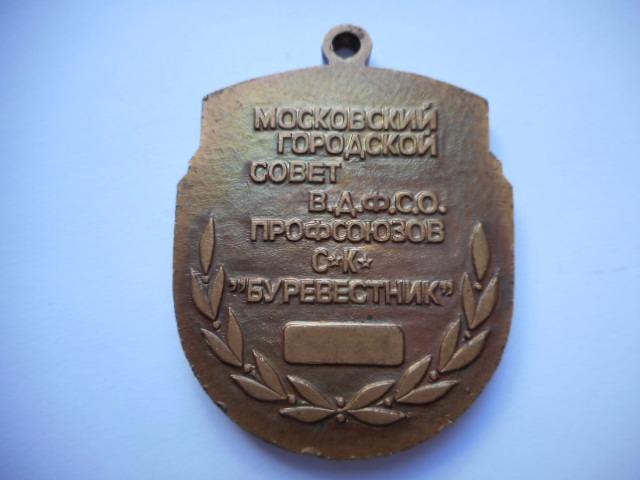 МОСКОВСКИЙ
ГОРОДСКОЙ
СОВЕТ
В.Д.Ф.С.О.
ПРОФСОЮЗОВ
С★К★
"БУРЕВЕСТНИК"